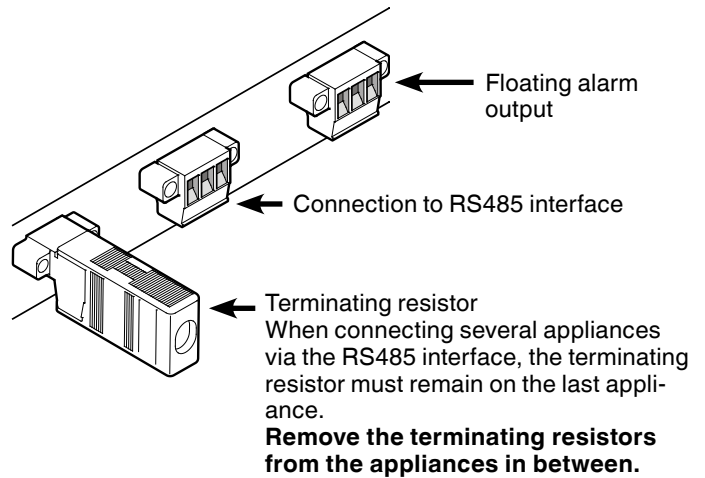 Floating alarm
output
Connection to RS485 interface
Terminating resistor
When connecting several appliances
via the RS485 interface, the terminating
resistor must remain on the last appli-
ance.
Remove the terminating resistors
from the appliances in between.